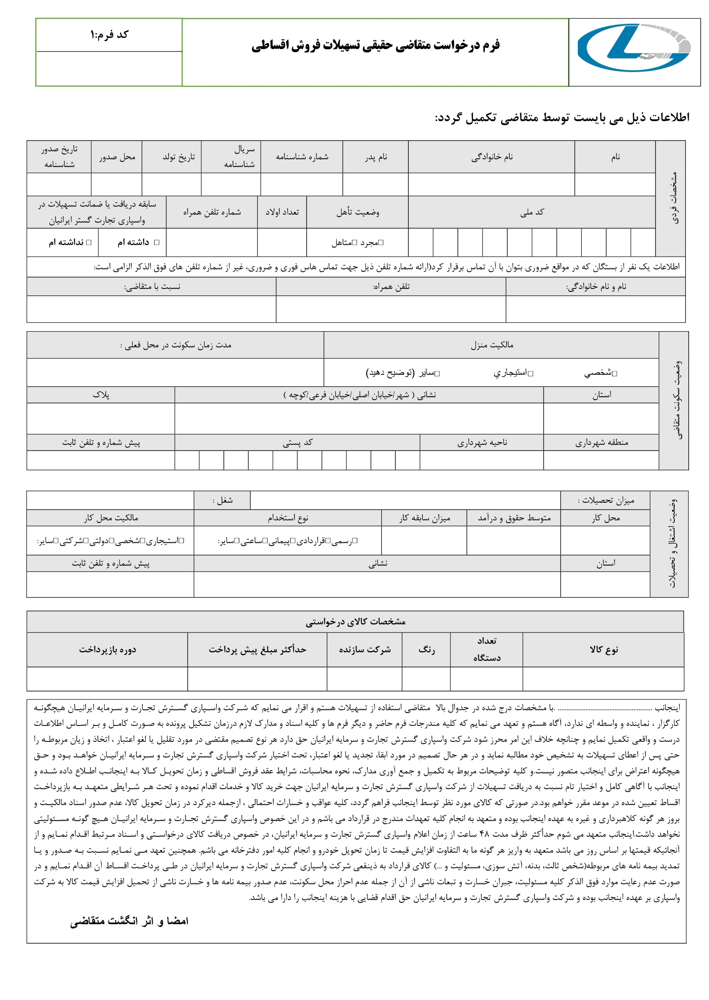 فرم درخواست متقاضی حقیقی تسهیلات فروش اقساطی
کد فرم:۱
اطلاعات ذیل می بایست توسط متقاضی تکمیل گردد:
مشخصات فردی
نام
نام خانوادگی
نام پدر
شماره شناسنامه
سریال شناسنامه
تاریخ تولد
محل صدور
تاریخ صدور شناسنامه
کد ملی
وضعیت تأهل
تعداد اولاد
شماره تلفن همراه
سابقه دریافت یا ضمانت تسهیلات در
واسپاری تجارت گستر ایرانیان
□مجرد □متاهل
□ داشته ام
□ نداشته ام
اطلاعات یک نفر از بستگان که در مواقع ضروری بتوان با آن تماس برقرار کرد(ارائه شماره تلفن ذیل جهت تماس هاس فوری و ضروری، غیر از شماره تلفن های فوق الذکر الزامی است:
نام و نام خانوادگی:
تلفن همراه:
نسبت با متقاضی:
وضعیت سکونت متقاضی
مالکیت منزل
مدت زمان سکونت در محل فعلی :
□شخصي □استيجاري □سایر (توضیح دهید)
استان
نشانی ( شهر/خیابان اصلی/خیابان فرعی/کوچه )
پلاک
منطقه شهرداری
ناحیه شهرداری
کد پستی
پیش شماره و تلفن ثابت
وضعیت اشتغال و تحصیلات
میزان تحصیلات :
شغل :
محل کار
متوسط حقوق و درآمد
میزان سابقه کار
نوع استخدام
مالکیت محل کار
□رسمی□قراردادی□پیمانی□ساعتی□سایر:
□استیجاری□شخصی□دولتی□شرکتی□سایر:
استان
نشانی
پیش شماره و تلفن ثابت
مشخصات کالای درخواستی
نوع کالا
تعداد
دستگاه
رنگ
شرکت سازنده
حدأکثر مبلغ پیش پرداخت
دوره بازپرداخت
اینجانب ....................................................... .با مشخصات درج شده در جدوال بالا متقاضی استفاده از تسهیلات هستم و اقرار می نمایم که شرکت واسپاری گسترش تجارت و سرمایه ایرانیان هیچگونه
کارگزار ، نماینده و واسطه ای ندارد، آگاه هستم و تعهد می نمایم که کلیه مندرجات فرم حاضر و دیگر فرم ها و کلیه اسناد و مدارک لازم درزمان تشکیل پرونده به صورت کامل و بر اساس اطلاعات
درست و واقعی تکمیل نمایم و چنانچه خلاف این امر محرز شود شرکت واسپاری گسترش تجارت و سرمایه ایرانیان حق دارد هر نوع تصمیم مقتضی در مورد تقلیل یا لغو اعتبار ، اتخاذ و زیان مربوطه را
حتی پس از اعطای تسهیلات به تشخیص خود مطالبه نماید و در هر حال تصمیم در مورد ابقا، تجدید یا لغو اعتبار، تحت اختیار شرکت واسپاری گسترش تجارت و سرمایه ایرانیان خواهد بود و حق
هیچگونه اعتراض برای اینجانب متصور نیست.و کلیه توضیحات مربوط به تکمیل و جمع آوری مدارک، نحوه محاسبات، شرایط عقد فروش اقساطی و زمان تحویل کالا به اینجانب اطلاع داده شده و
اینجانب با آگاهی کامل و اختیار تام نسبت به دریافت تسهیلات از شرکت واسپاری گسترش تجارت و سرمایه ایرانیان جهت خرید کالا و خدمات اقدام نموده و تحت هر شرایطی متعهد به بازپرداخت
اقساط تعیین شده در موعد مقرر خواهم بود.در صورتی که کالای مورد نظر توسط اینجانب فراهم گردد، کلیه عواقب و خسارات احتمالی ، ازجمله دیرکرد در زمان تحویل کالا، عدم صدور اسناد مالکیت و
بروز هر گونه کلاهبرداری و غیره به عهده اینجانب بوده و متعهد به انجام کلیه تعهدات مندرج در قرارداد می باشم و در این خصوص واسپاری گسترش تجارت و سرمایه ایرانیان هیچ گونه مسئولیتی
نخواهد داشت.اینجانب متعهد می شوم حدأکثر ظرف مدت ۴۸ ساعت از زمان اعلام واسپاری گسترش تجارت و سرمایه ایرانیان، در خصوص دریافت کالای درخواستی و اسناد مرتبط اقدام نمایم و از
آنجائیکه قیمتها بر اساس روز می باشد متعهد به واریز هر گونه ما به التفاوت افزایش قیمت تا زمان تحویل خودرو و انجام کلیه امور دفترخانه می باشم. همچنین تعهد می نمایم نسبت به صدور و یا
تمدید بیمه نامه های مربوطه(شخص ثالث، بدنه، آتش سوزی، مسئولیت و ...) کالای قرارداد به ذینفعی شرکت واسپاری گسترش تجارت و سرمایه ایرانیان در طی پرداخت اقساط آن اقدام نمایم و در
صورت عدم رعایت موارد فوق الذکر کلیه مسئولیت، جبران خسارت و تبعات ناشی از آن از جمله عدم احراز محل سکونت، عدم صدور بیمه نامه ها و خسارت ناشی از تحمیل افزایش قیمت کالا به شرکت
واسپاری بر عهده اینجانب بوده و شرکت واسپاری گسترش تجارت و سرمایه ایرانیان حق اقدام قضایی با هزینه اینجانب را دارا می باشد.
امضا و اثر انگشت متقاضی